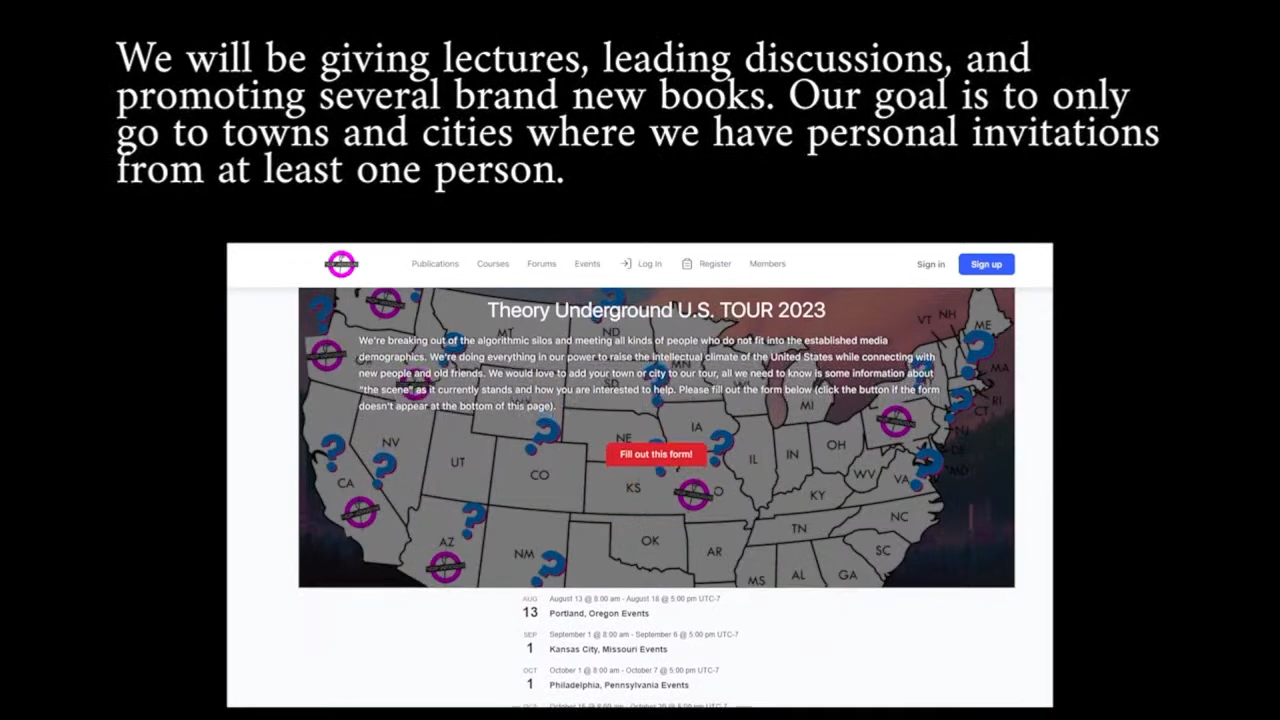 We will be giving lectures, leading discussions, and
promoting several brand new books. Our goal is to only
go to towns and cities where we have personal invitations
from at least one person.
Publications Courses Forums Events Log In Register Members Sign in Sign up
Theory Underground U.S. TOUR 2023
We're breaking out of the algorithmic silos and meeting all kinds of people who do not fit into the established media
demographics. We're doing everything in our power to raise the intellectual climate of the United States while connecting with
new people and old friends. We would love to add your town or city to our tour, all we need to know is some information about
"the scene" as it currently stands and how you are interested to help. Please fill out the form below (click the button if the form
doesn't appear at the bottom of this page).
Fill out this form!
VT NH
ME
MT
ND
MN
MA
SD
WI
MI
RI
CT
NV
NE
IA
OH
NJ
DE
MD
CA
UT
CO
KS
IL
IN
WV
VA
KY
AZ
NM
OK
AR
TN
NC
SC
MS
AL
GA
AUG
13
August 13 @ 8:00 am - August 18 @ 5:00 pm UTC-7
Portland, Oregon Events
SEP
1
September 1 @ 8:00 am - September 6 @ 5:00 pm UTC-7
Kansas City, Missouri Events
OCT
1
October 1 @ 8:00 am - October 7 @ 5:00 pm UTC-7
Philadelphia, Pennsylvania Events